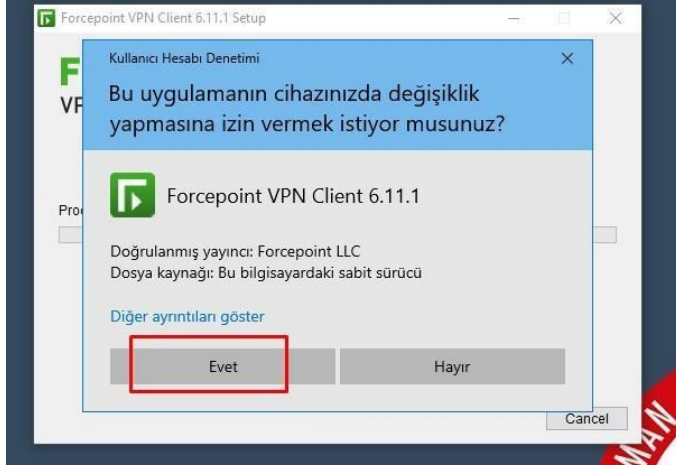 Forcepoint VPN Client 6.11.1 Setup
Kullanıcı Hesabı Denetimi
Bu uygulamanın cihazınızda değişiklik
yapmasına izin vermek istiyor musunuz?
Forcepoint VPN Client 6.11.1
Doğrulanmış yayıncı: Forcepoint LLC
Dosya kaynağı: Bu bilgisayardaki sabit sürücü
Diğer ayrıntıları göster
Evet
Hayır
Cancel